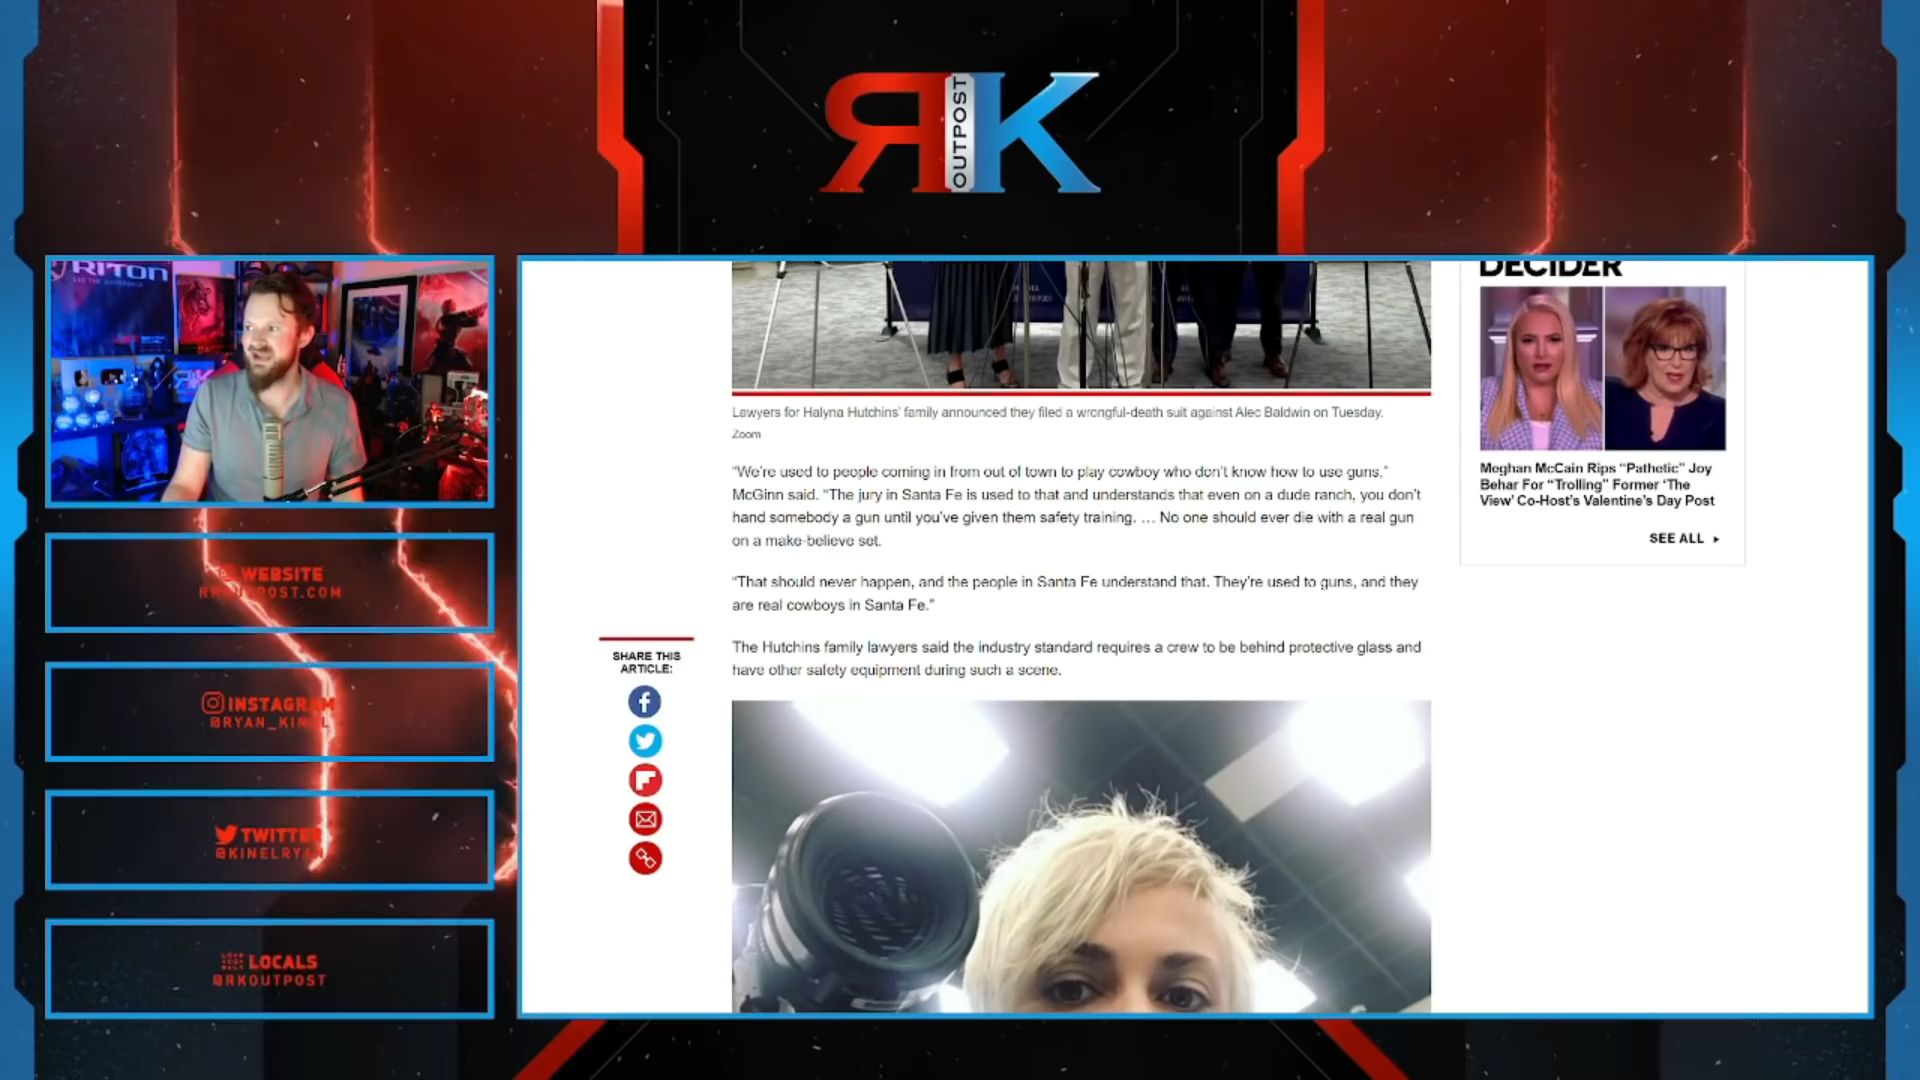 RK
OUTPOST
RITON
DECIDER
Meghan McCain Rips “Pathetic” Joy
Behar For “Trolling” Former ‘The
View’ Co-Host’s Valentine’s Day Post
SEE ALL
Lawyers for Halyna Hutchins’ family announced they filed a wrongful-death suit against Alec Baldwin on Tuesday.
Zoom
“We’re used to people coming in from out of town to play cowboy who don’t know how to use guns,”
McGinn said. “The jury in Santa Fe is used to that and understands that even on a dude ranch, you don’t
hand somebody a gun until you’ve given them safety training. … No one should ever die with a real gun
on a make-believe set.
“That should never happen, and the people in Santa Fe understand that. They’re used to guns, and they
are real cowboys in Santa Fe.”
The Hutchins family lawyers said the industry standard requires a crew to be behind protective glass and
have other safety equipment during such a scene.
SHARE THIS
ARTICLE:
WEBSITE
RKOUTPOST.COM
INSTAGRAM
@RYAN_KINEL
TWITTER
@KINELRYAN
LOCALS
@RKOUTPOST